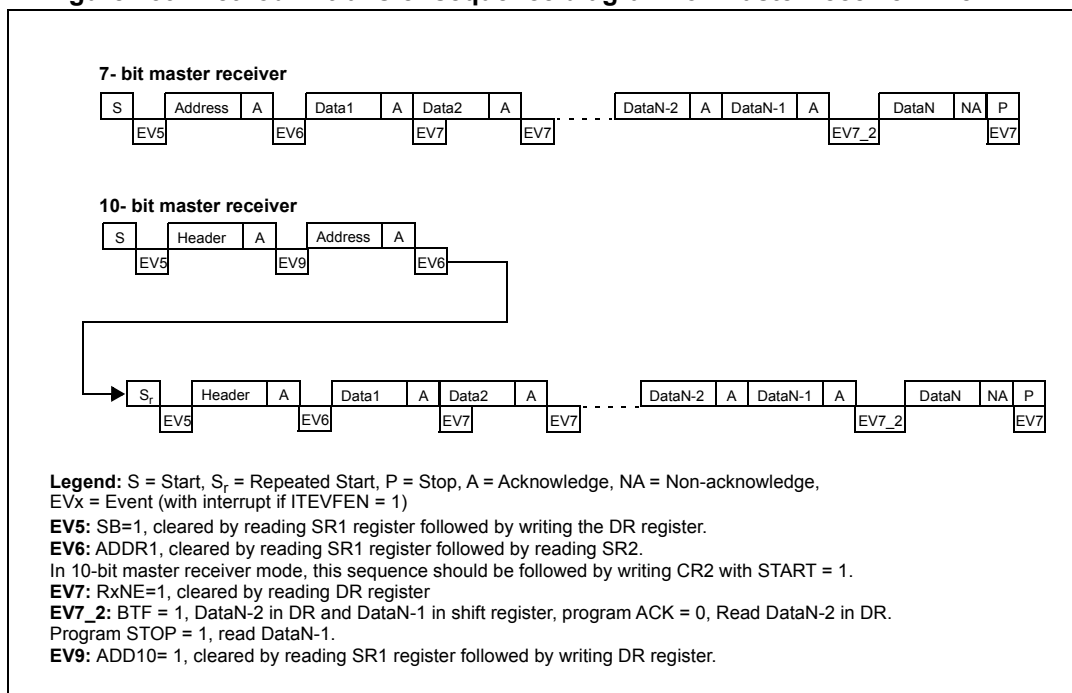 7- bit master receiver
S Address A Data1 A Data2 A DataN-2 A DataN-1 A DataN NA P
EV5 EV6 EV7 EV7 EV7_2 EV7
10- bit master receiver
S Header A Address A
EV5 EV9 EV6
Sr Header A Data1 A Data2 A DataN-2 A DataN-1 A DataN NA P
EV5 EV6 EV7 EV7 EV7_2 EV7
Legend: S = Start, Sr = Repeated Start, P = Stop, A = Acknowledge, NA = Non-acknowledge,
EVx = Event (with interrupt if ITEVFEN = 1)
EV5: SB=1, cleared by reading SR1 register followed by writing the DR register.
EV6: ADDR1, cleared by reading SR1 register followed by reading SR2.
In 10-bit master receiver mode, this sequence should be followed by writing CR2 with START = 1.
EV7: RxNE=1, cleared by reading DR register
EV7_2: BTF = 1, DataN-2 in DR and DataN-1 in shift register, program ACK = 0, Read DataN-2 in DR.
Program STOP = 1, read DataN-1.
EV9: ADD10= 1, cleared by reading SR1 register followed by writing DR register.